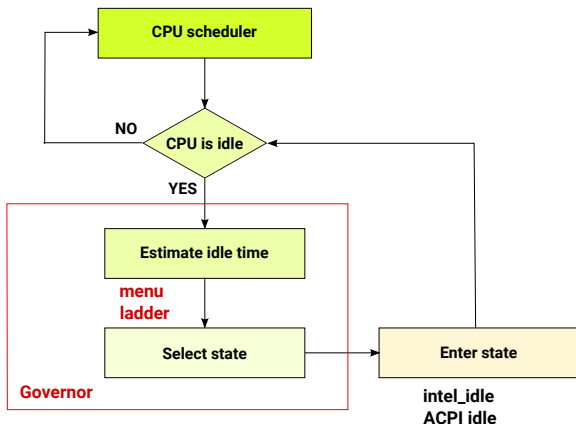 CPU scheduler
NO
CPU is idle
YES
Estimate idle time
menu
ladder
Select state
Enter state
Governor
intel_idle
ACPI idle